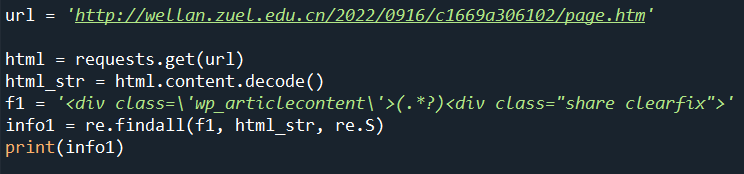 url = 'http://wellan.zuel.edu.cn/2022/0916/c1669a306102/page.htm'
html = requests.get(url)
html_str = html.content.decode()
f1 = '<div class=\'wp_articlecontent\'>(.*?)<div class="share clearfix">'
info1 = re.findall(f1, html_str, re.S)
print(info1)